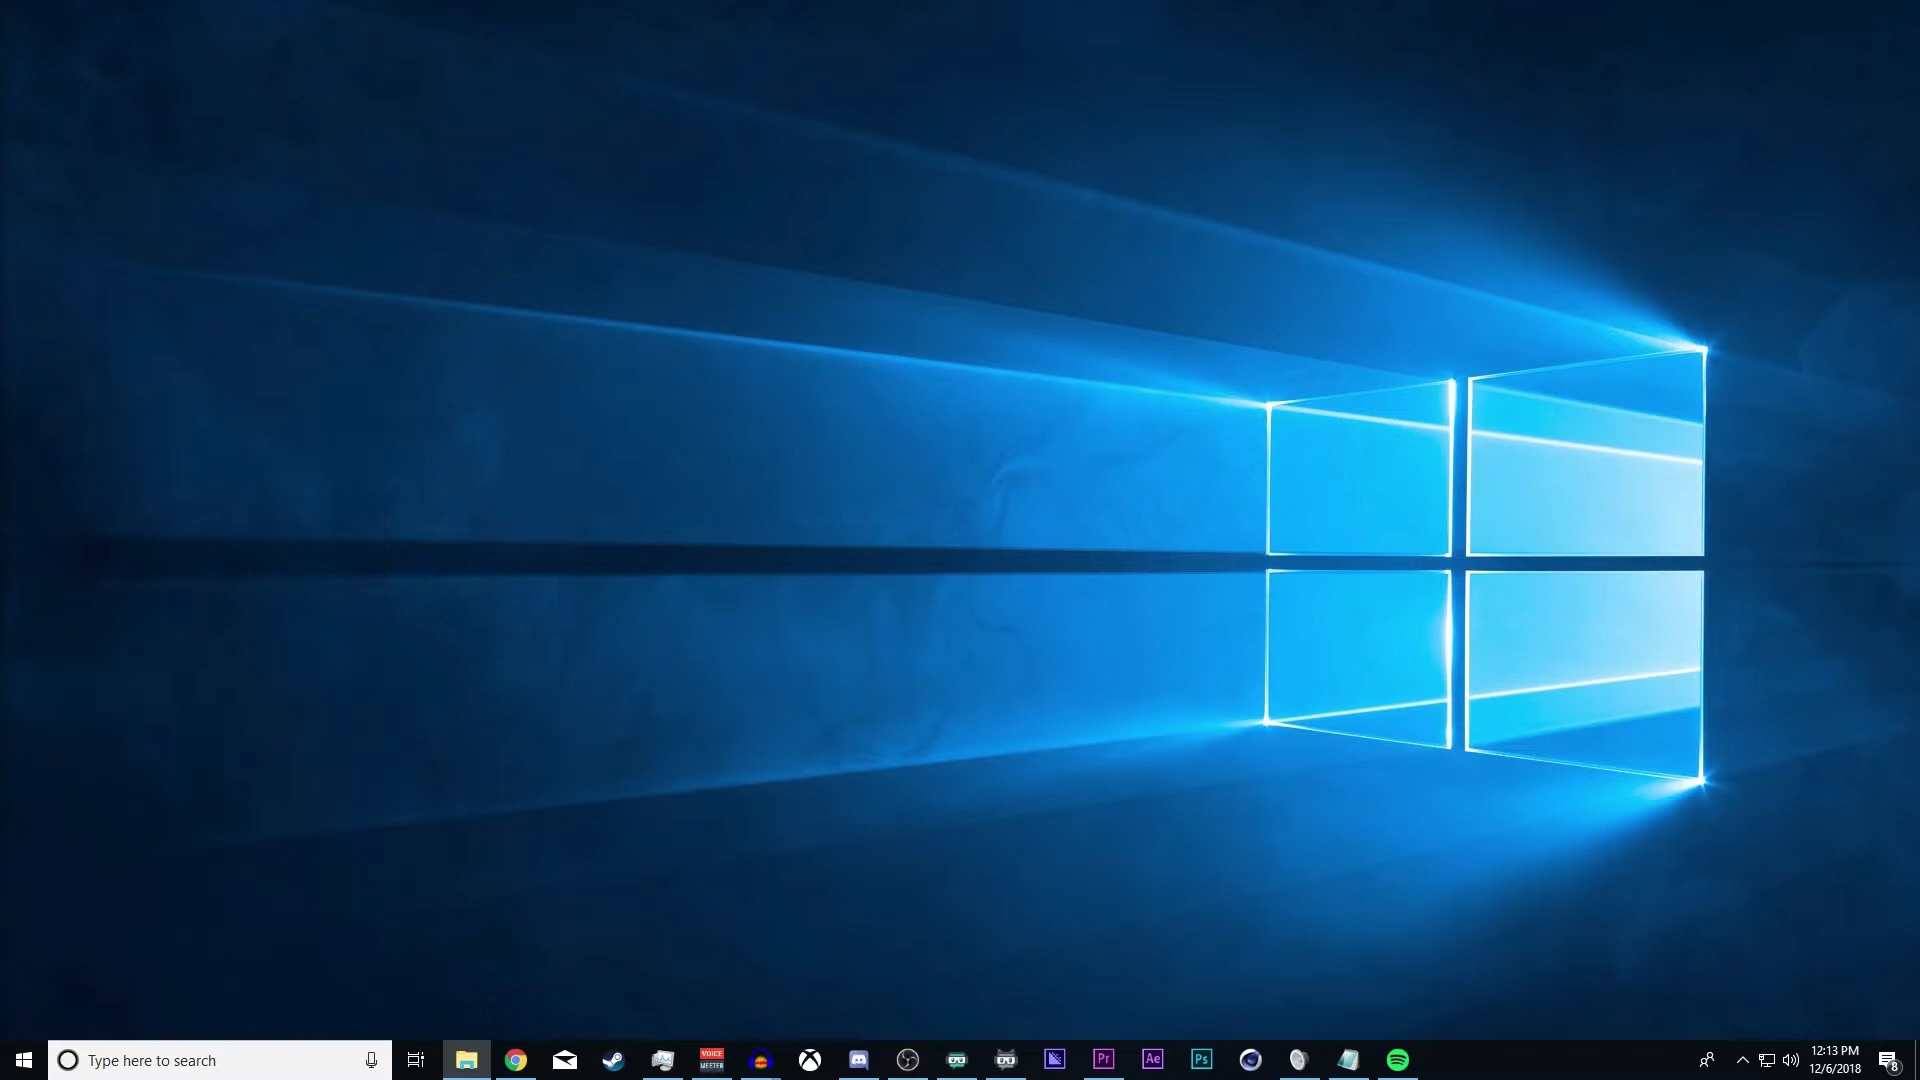 Type here to search
VOICE
MEETER
Pr
Ae
Ps
12:13 PM
12/6/2018
8